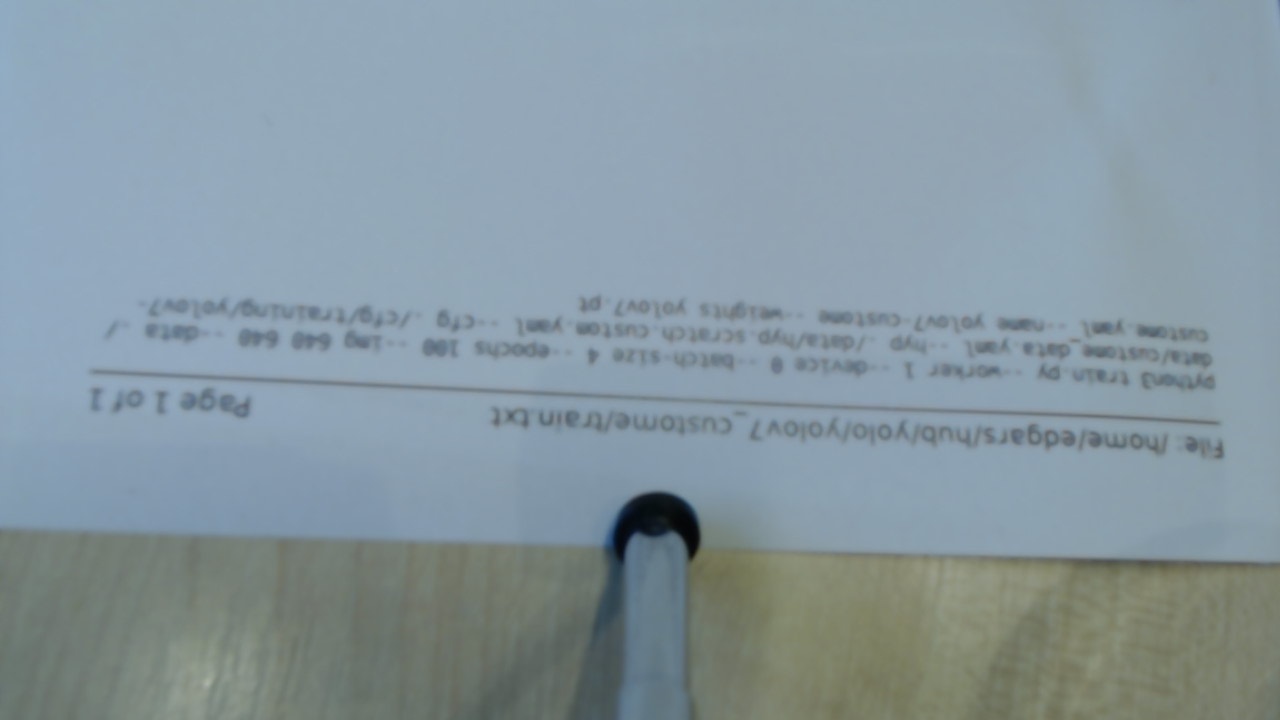 File: /home/edgars/hub/yolo/yolov7_custome/train.txt Page 1 of 1
python3 train.py --worker 1 --device 0 --batch-size 4 --epochs 100 --img 640 640 --data ./
data/custome_data.yaml --hyp ./data/hyp.scratch.custom.yaml --cfg ./cfg/training/yolov7-
custome.yaml --name yolov7-custome --weights yolov7.pt